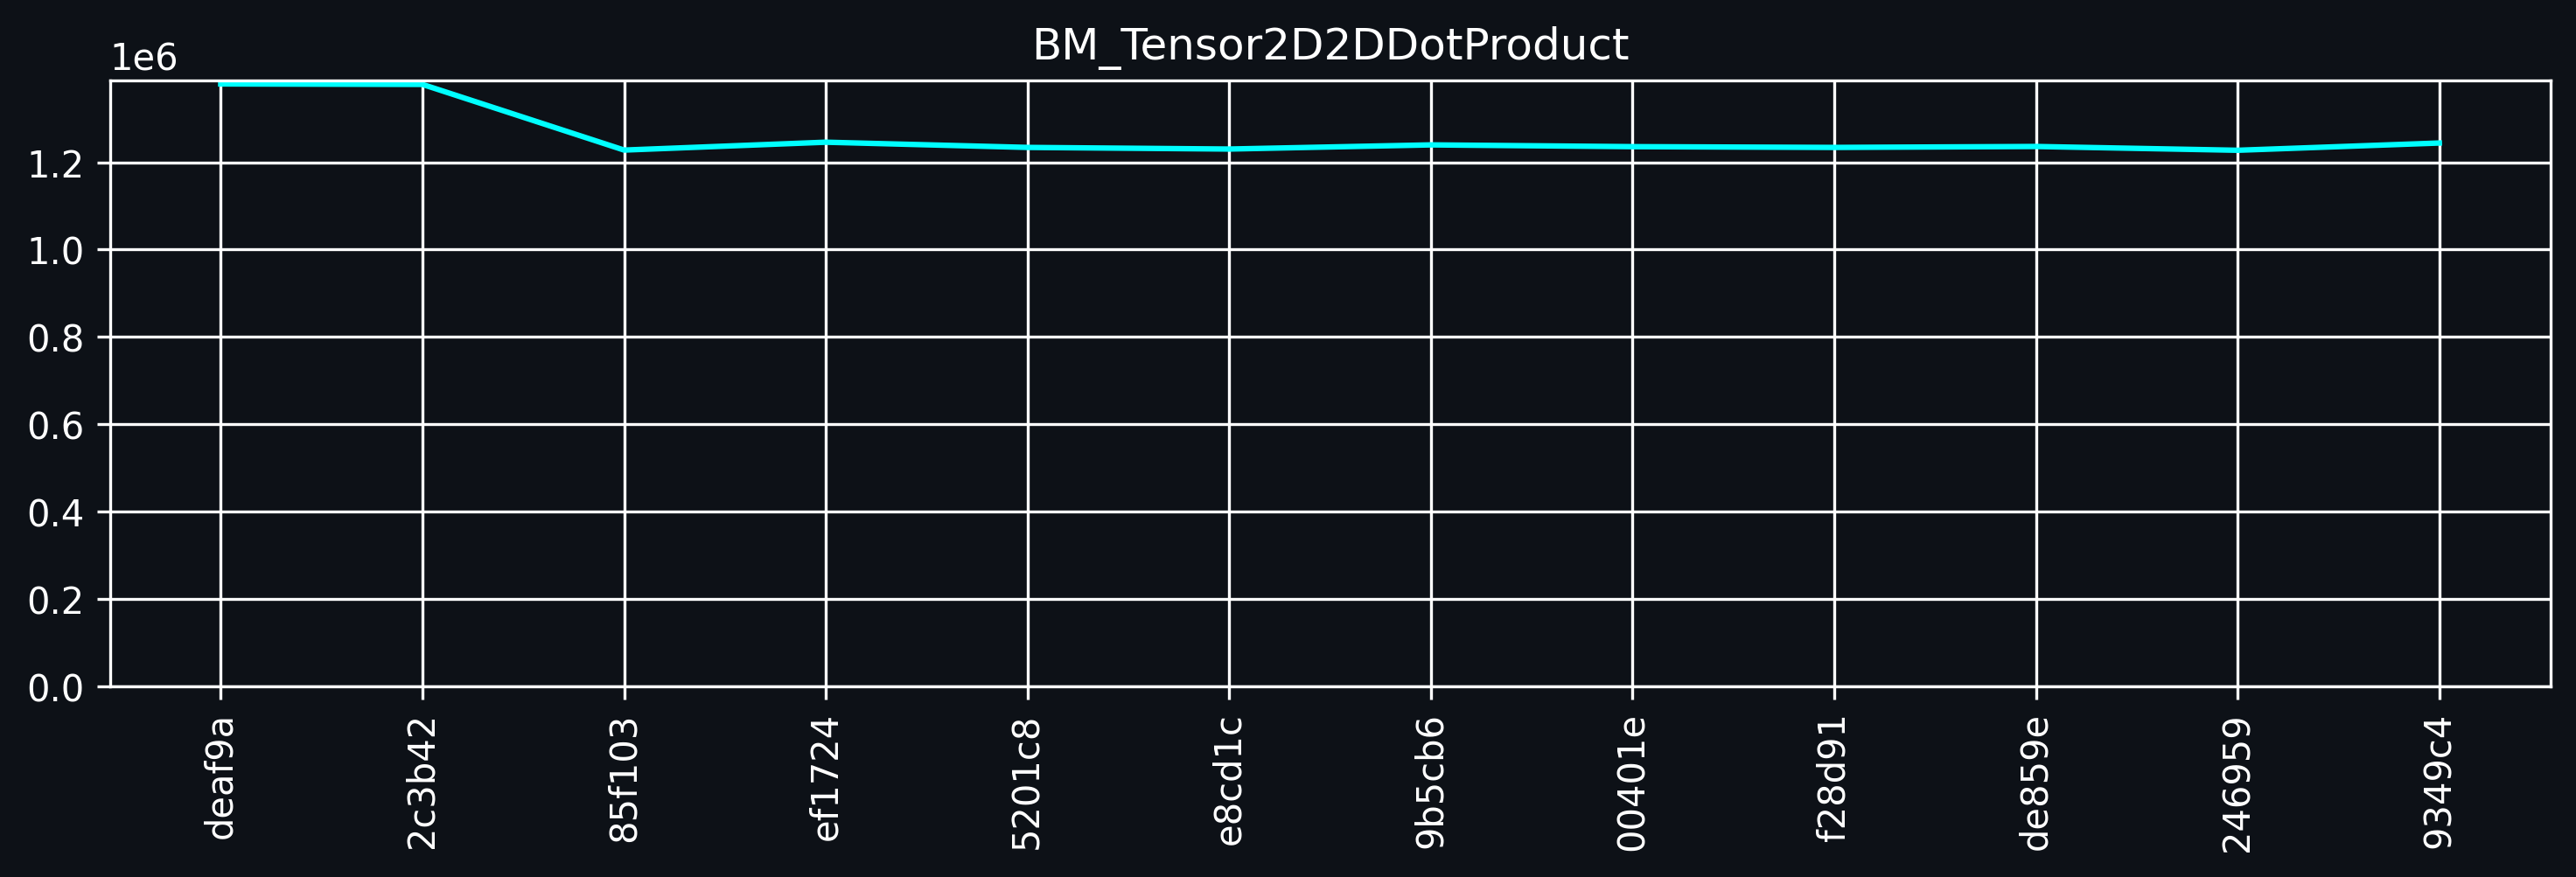 BM_Tensor2D2DDotProduct
1e6
1.2
1.0
0.8
0.6
0.4
0.2
0.0
deaf9a
2c3b42
85f103
ef1724
5201c8
e8cd1c
9b5cb6
00401e
f28d91
de859e
246959
9349c4